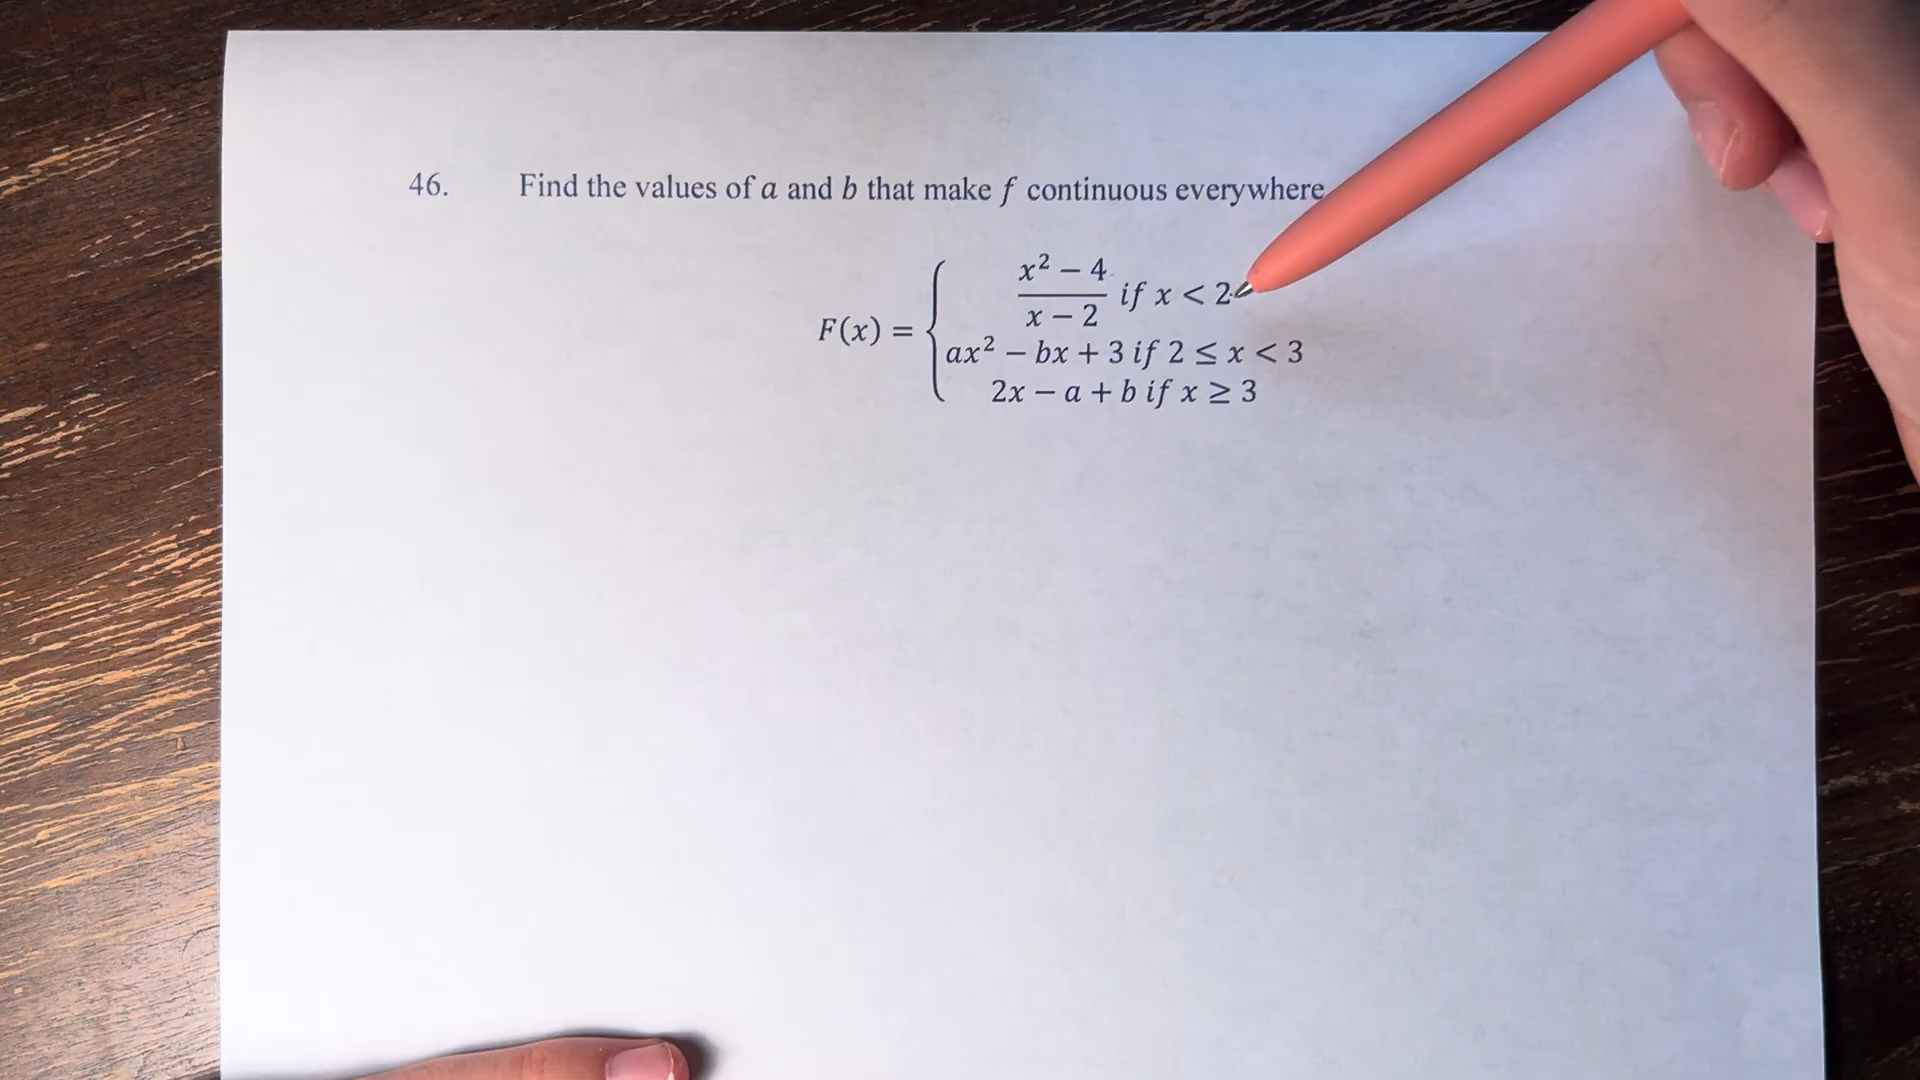 46. Find the values of a and b that make f continuous everywhere
x² − 4
x − 2
if x < 2
F(x) =
ax² − bx + 3 if 2 ≤ x < 3
2x − a + b if x ≥ 3